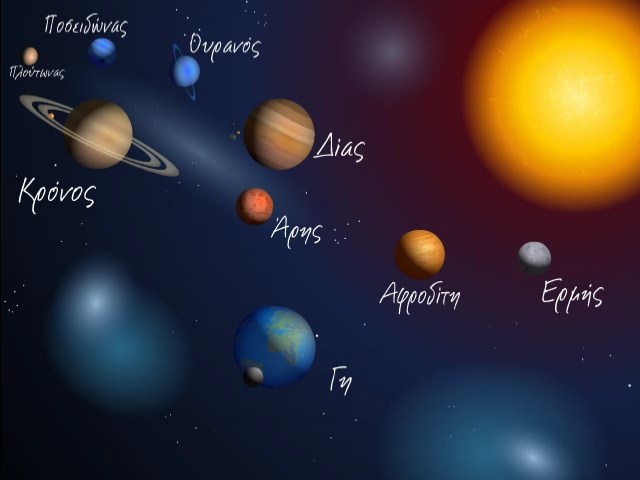 Ποσειδώνας
Ουρανός
Πλούτωνας
Δίας
Κρόνος
Άρης
Αφροδίτη
Ερμής
Γη